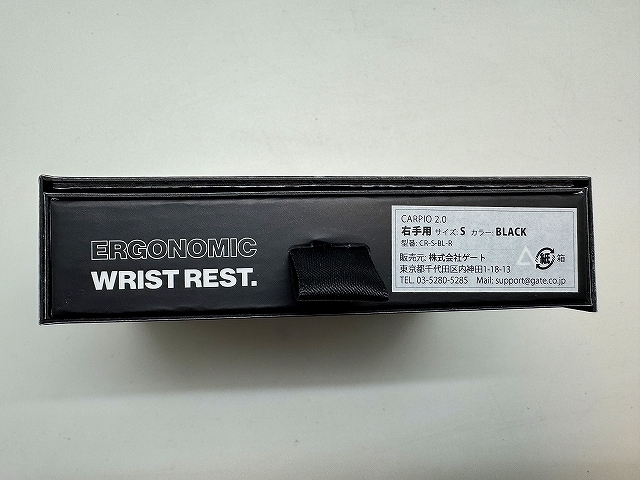 ERGONOMIC
WRIST REST.
CARPIO 2.0
右手用 サイズ: S カラー: BLACK
型番: CR-S-BL-R
販売元: 株式会社ゲート
東京都千代田区内神田1-18-13
TEL. 03-5280-5285 Mail: support@gate.co.jp
紙 箱